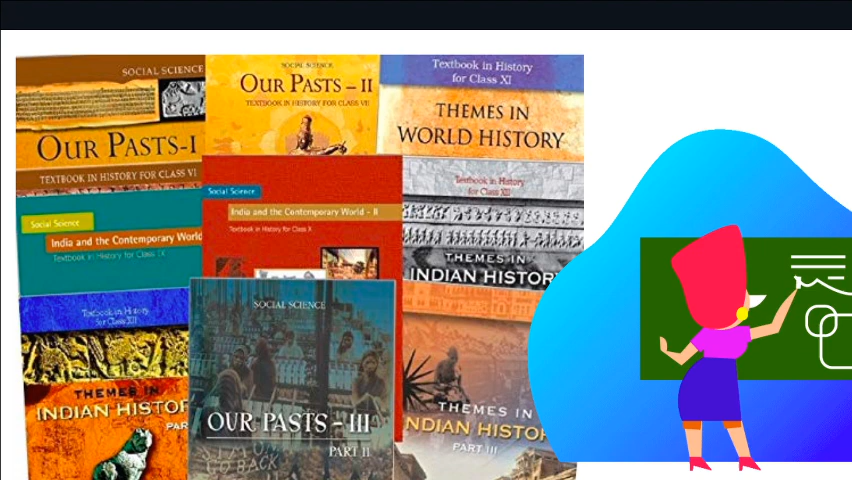 SOCIAL SCIENCE
OUR PASTS-I
TEXTBOOK IN HISTORY FOR CLASS VI
SOCIAL SCIENCE
OUR PASTS – II
TEXTBOOK IN HISTORY FOR CLASS VII
Textbook in History
for Class XI
THEMES IN
WORLD HISTORY
Social Science
India and the Contemporary World
Textbook in History for Class IX
Social Science
India and the Contemporary World – II
Textbook in History for Class X
Textbook in History
for Class XII
THEMES IN
INDIAN HISTORY
Textbook in History
for Class XII
THEMES IN
INDIAN HISTOR
PAR
SOCIAL SCIENCE
OUR PASTS – III
PART II
SIMON
GO BACK
THEMES IN
INDIAN HISTOR
PART III